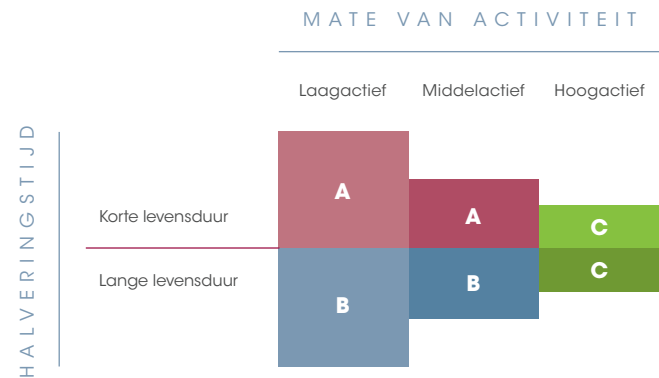 MATE VAN ACTIVITEIT
Laagactief Middelactief Hoogactief
HALVERINGSTIJD
A
A
Korte levensduur
C
Lange levensduur
C
B
B